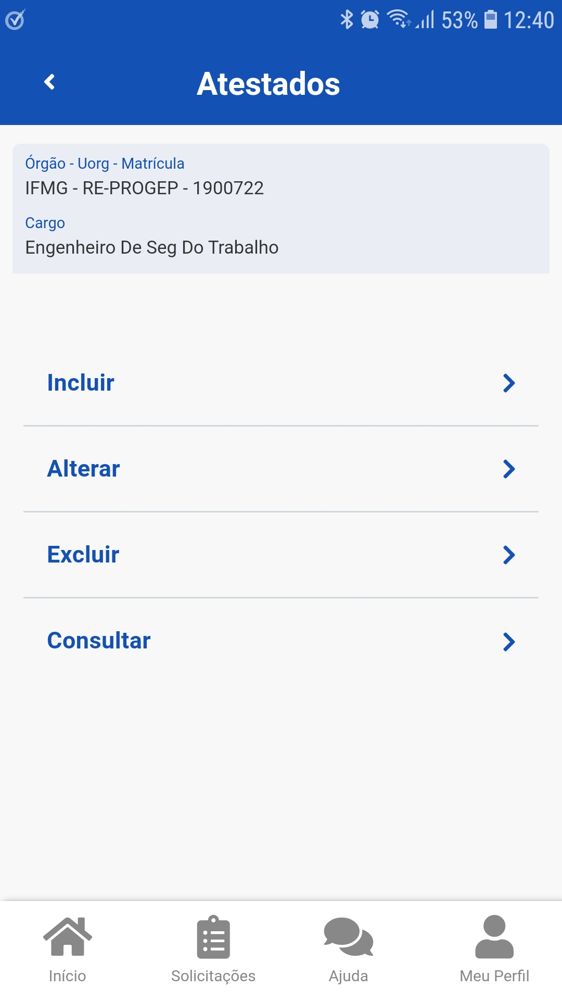 53% 12:40
Atestados
Órgão - Uorg - Matrícula
IFMG - RE-PROGEP - 1900722
Cargo
Engenheiro De Seg Do Trabalho
Incluir
Alterar
Excluir
Consultar
Início Solicitações Ajuda Meu Perfil